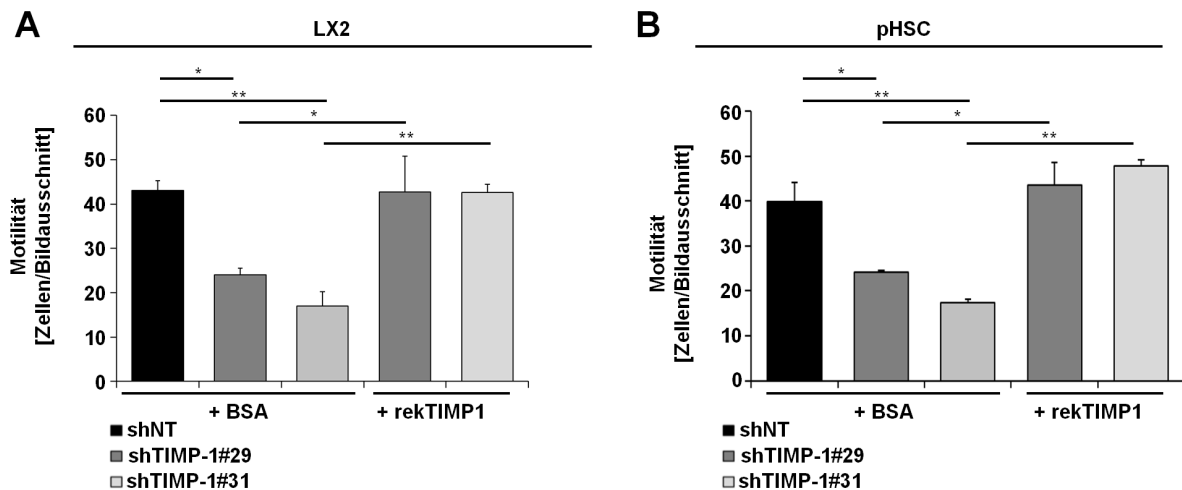 A
LX2
*
**
*
**
Motilität
[Zellen/Bildausschnitt]
60
50
40
30
20
10
0
+ BSA
+ rekTIMP1
shNT
shTIMP-1#29
shTIMP-1#31
B
pHSC
*
**
*
**
Motilität
[Zellen/Bildausschnitt]
60
50
40
30
20
10
0
+ BSA
+ rekTIMP1
shNT
shTIMP-1#29
shTIMP-1#31